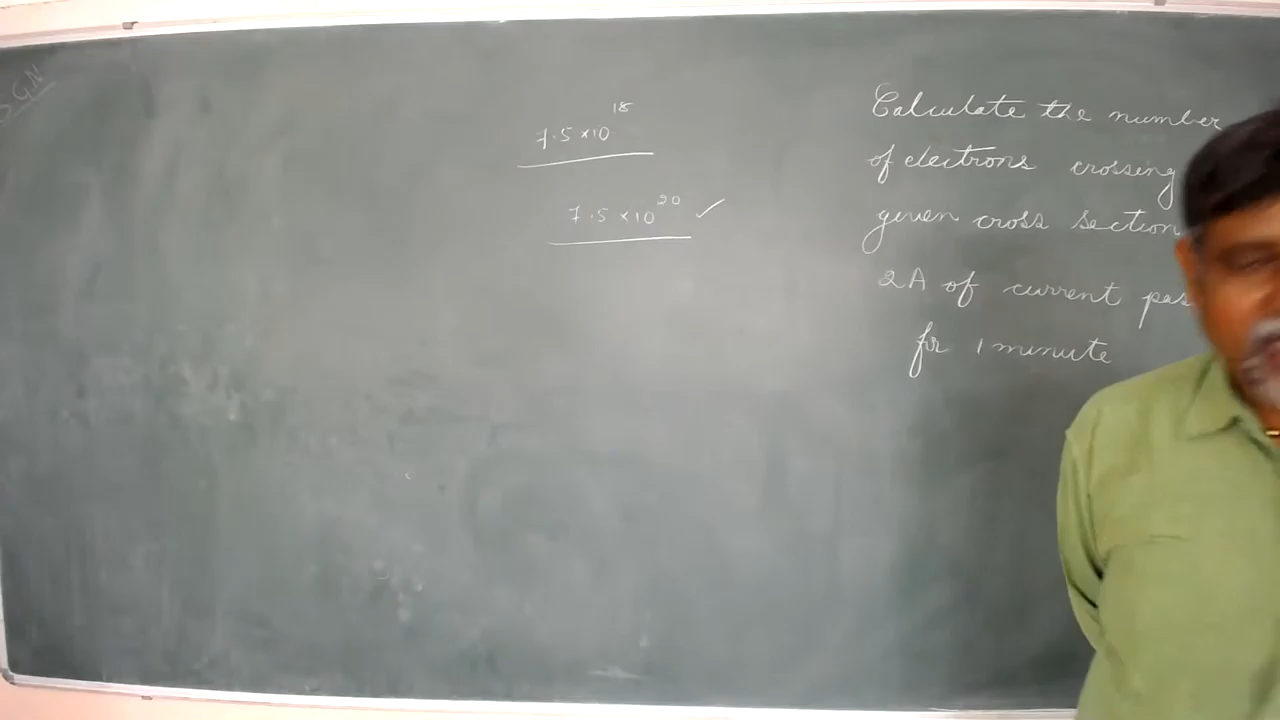 S.G.N
7.5 × 10^18
7.5 × 10^20 ✓
Calculate the number
of electrons crossing
given cross section
2A of current
for 1 minute